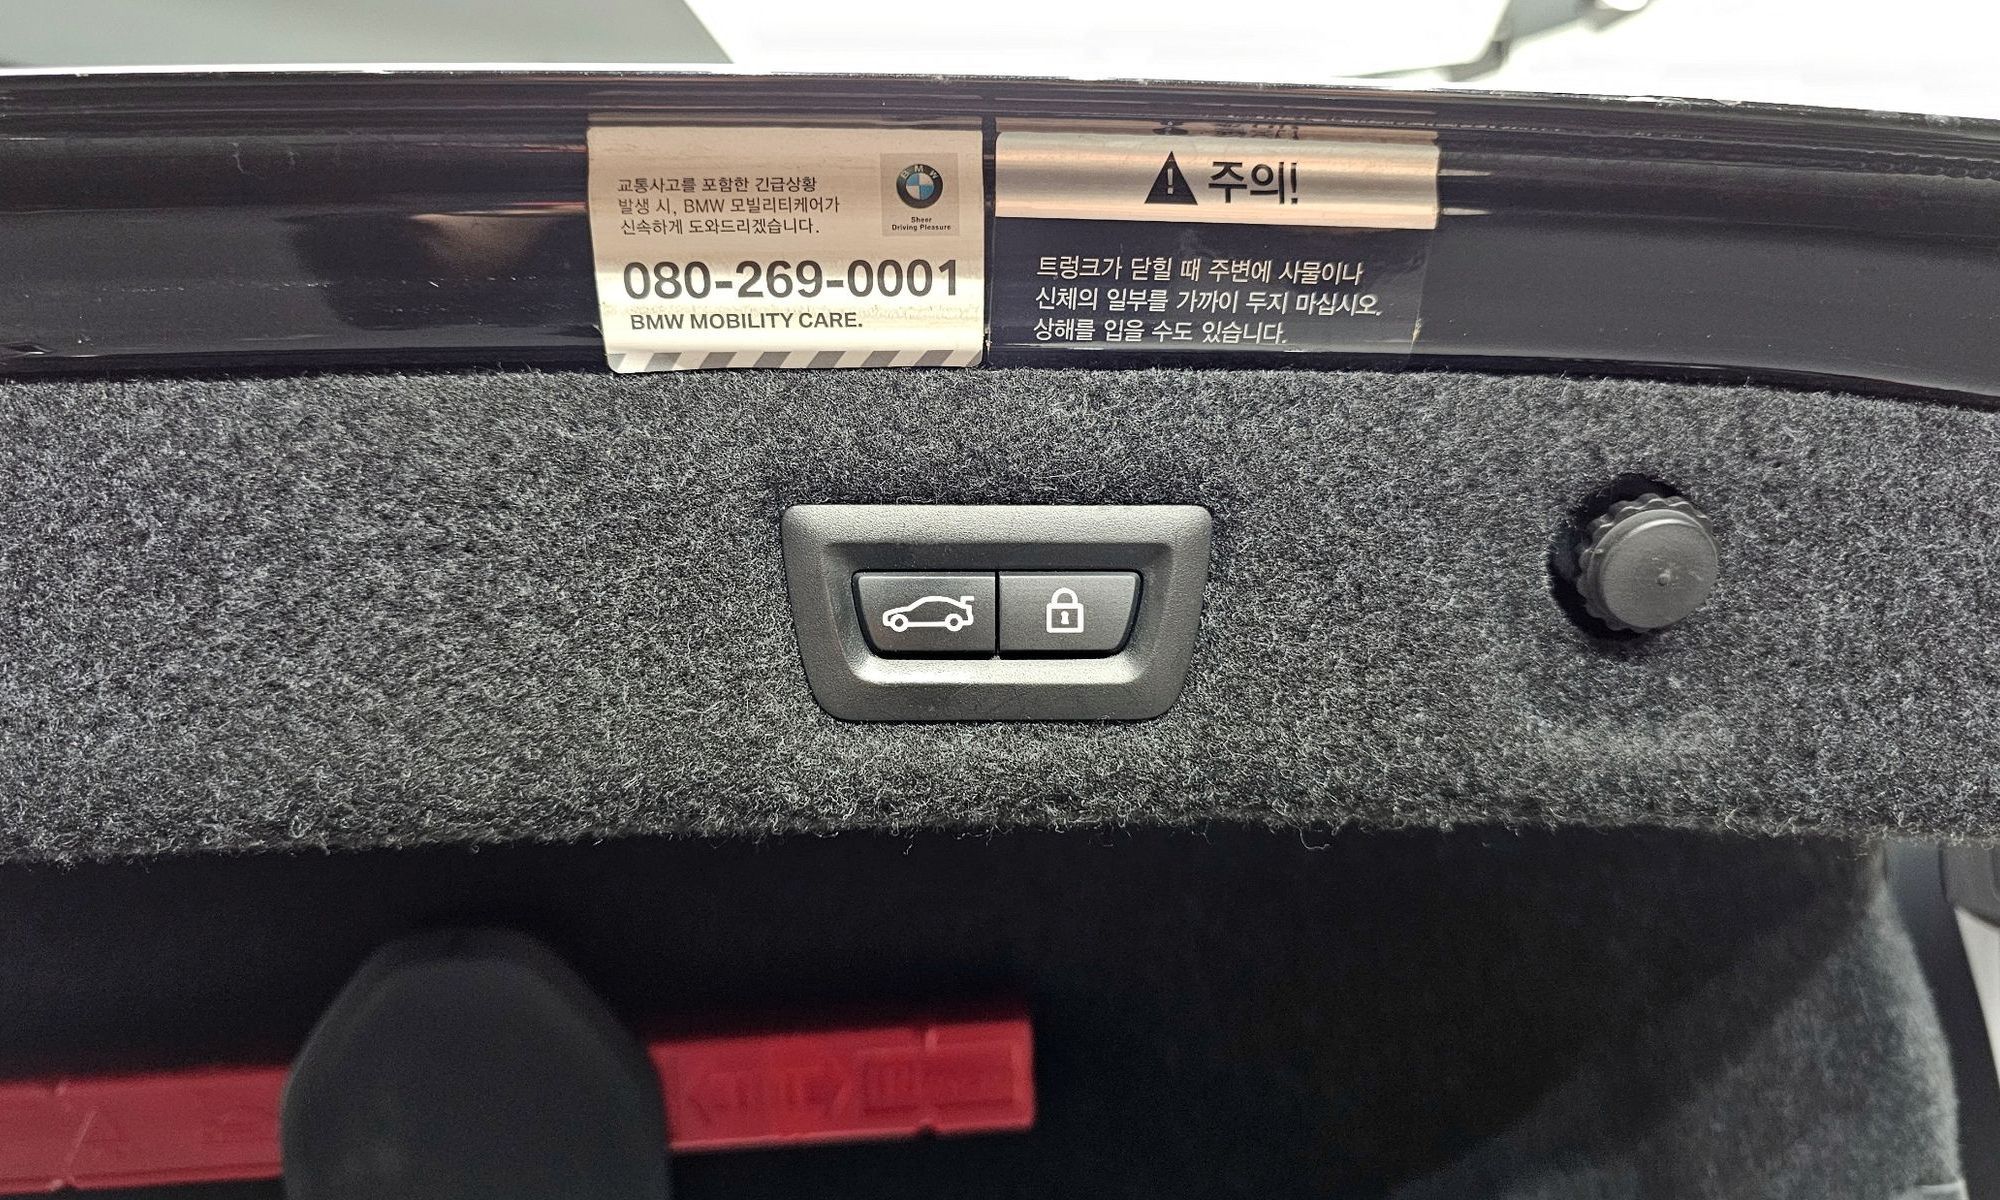 교통사고를 포함한 긴급상황
발생 시, BMW 모빌리티케어가
신속하게 도와드리겠습니다.
BMW
Sheer
Driving Pleasure
080-269-0001
BMW MOBILITY CARE.
주의!
트렁크가 닫힐 때 주변에 사물이나
신체의 일부를 가까이 두지 마십시오.
상해를 입을 수도 있습니다.